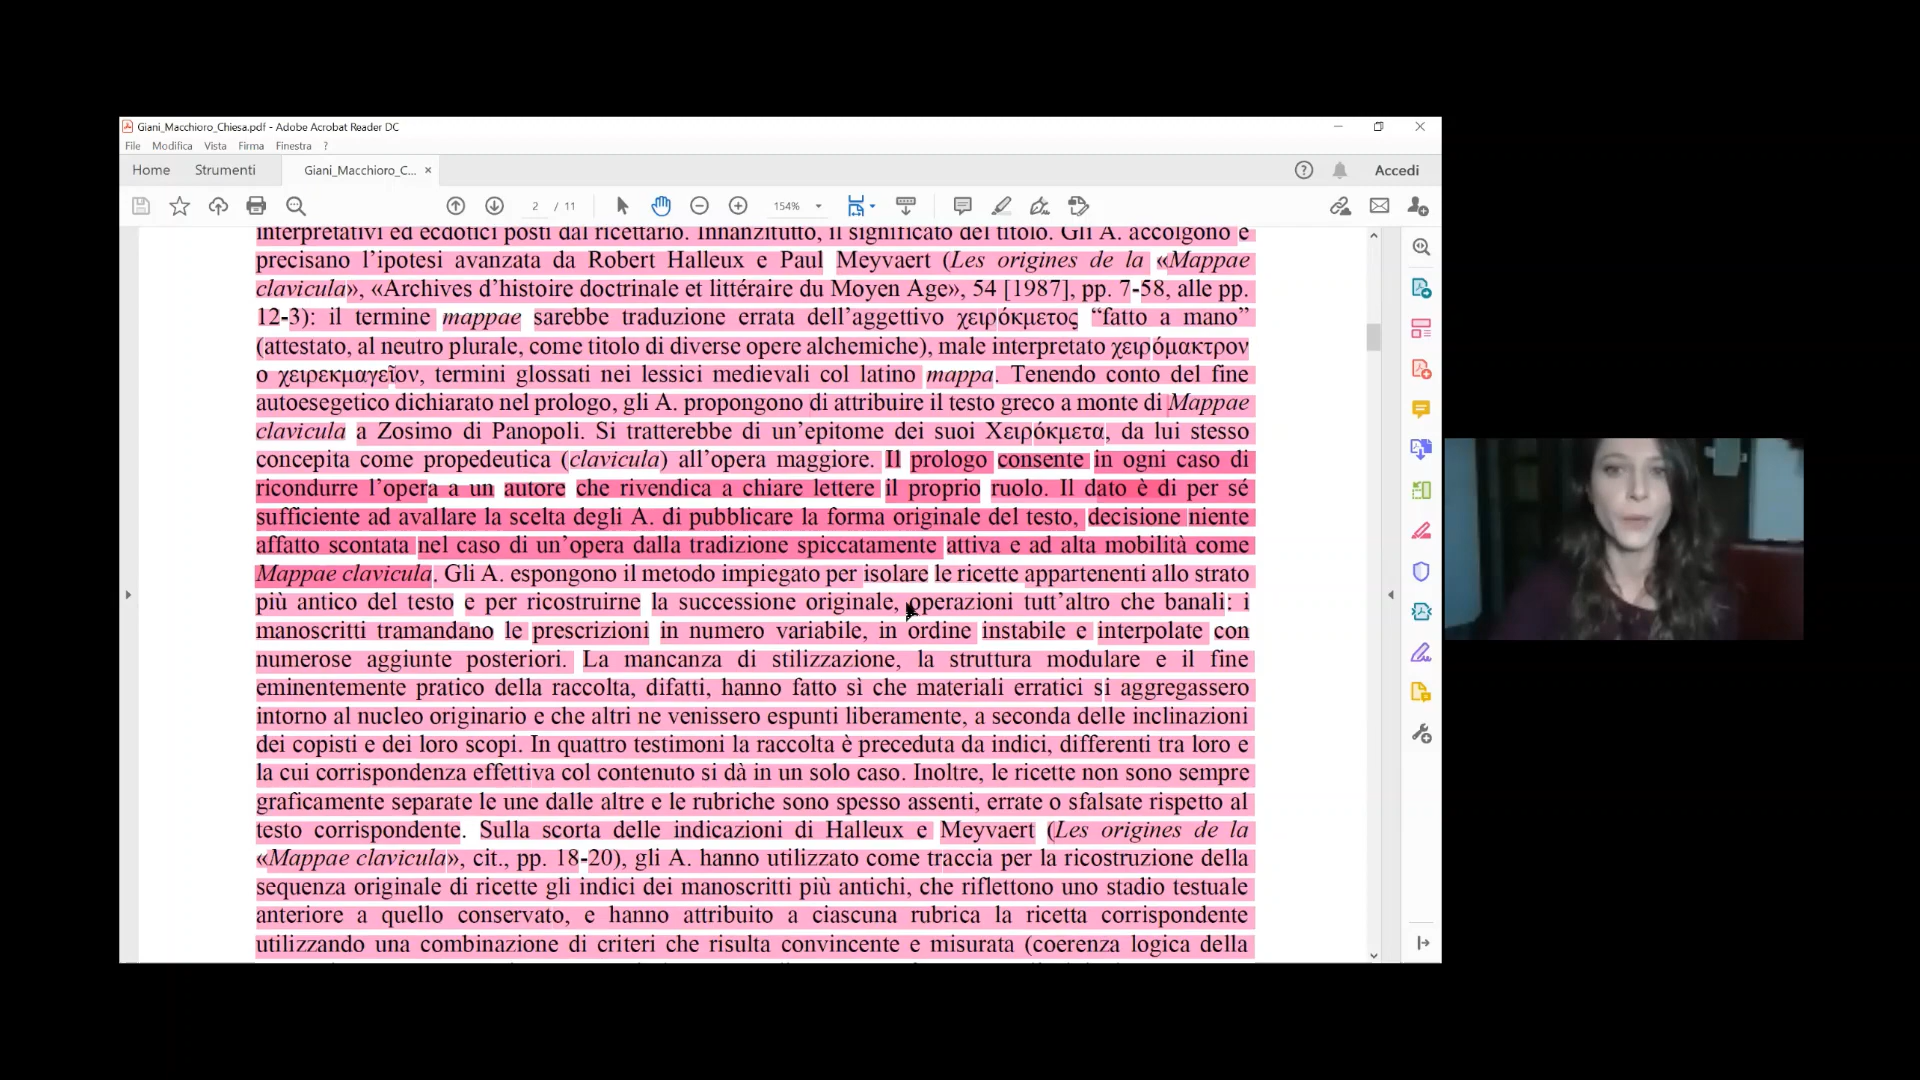 Giani_Macchioro_Chiesa.pdf - Adobe Acrobat Reader DC
File Modifica Vista Firma Finestra ?
Home Strumenti Giani_Macchioro_C... × Accedi
2 / 11 154%
interpretativi ed ecdotici posti dal ricettario. Innanzitutto, il significato del titolo. Gli A. accolgono e
precisano l’ipotesi avanzata da Robert Halleux e Paul Meyvaert (Les origines de la «Mappae
clavicula», «Archives d’histoire doctrinale et littéraire du Moyen Age», 54 [1987], pp. 7-58, alle pp.
12-3): il termine mappae sarebbe traduzione errata dell’aggettivo χειρόκμετος “fatto a mano”
(attestato, al neutro plurale, come titolo di diverse opere alchemiche), male interpretato χειρόμακτρον
o χειρεκμαγεῖον, termini glossati nei lessici medievali col latino mappa. Tenendo conto del fine
autoesegetico dichiarato nel prologo, gli A. propongono di attribuire il testo greco a monte di Mappae
clavicula a Zosimo di Panopoli. Si tratterebbe di un’epitome dei suoi Χειρόκμετα, da lui stesso
concepita come propedeutica (clavicula) all’opera maggiore. Il prologo consente in ogni caso di
ricondurre l’opera a un autore che rivendica a chiare lettere il proprio ruolo. Il dato è di per sé
sufficiente ad avallare la scelta degli A. di pubblicare la forma originale del testo, decisione niente
affatto scontata nel caso di un’opera dalla tradizione spiccatamente attiva e ad alta mobilità come
Mappae clavicula. Gli A. espongono il metodo impiegato per isolare le ricette appartenenti allo strato
più antico del testo e per ricostruirne la successione originale, operazioni tutt’altro che banali: i
manoscritti tramandano le prescrizioni in numero variabile, in ordine instabile e interpolate con
numerose aggiunte posteriori. La mancanza di stilizzazione, la struttura modulare e il fine
eminentemente pratico della raccolta, difatti, hanno fatto sì che materiali erratici si aggregassero
intorno al nucleo originario e che altri ne venissero espunti liberamente, a seconda delle inclinazioni
dei copisti e dei loro scopi. In quattro testimoni la raccolta è preceduta da indici, differenti tra loro e
la cui corrispondenza effettiva col contenuto si dà in un solo caso. Inoltre, le ricette non sono sempre
graficamente separate le une dalle altre e le rubriche sono spesso assenti, errate o sfalsate rispetto al
testo corrispondente. Sulla scorta delle indicazioni di Halleux e Meyvaert (Les origines de la
«Mappae clavicula», cit., pp. 18-20), gli A. hanno utilizzato come traccia per la ricostruzione della
sequenza originale di ricette gli indici dei manoscritti più antichi, che riflettono uno stadio testuale
anteriore a quello conservato, e hanno attribuito a ciascuna rubrica la ricetta corrispondente
utilizzando una combinazione di criteri che risulta convincente e misurata (coerenza logica della